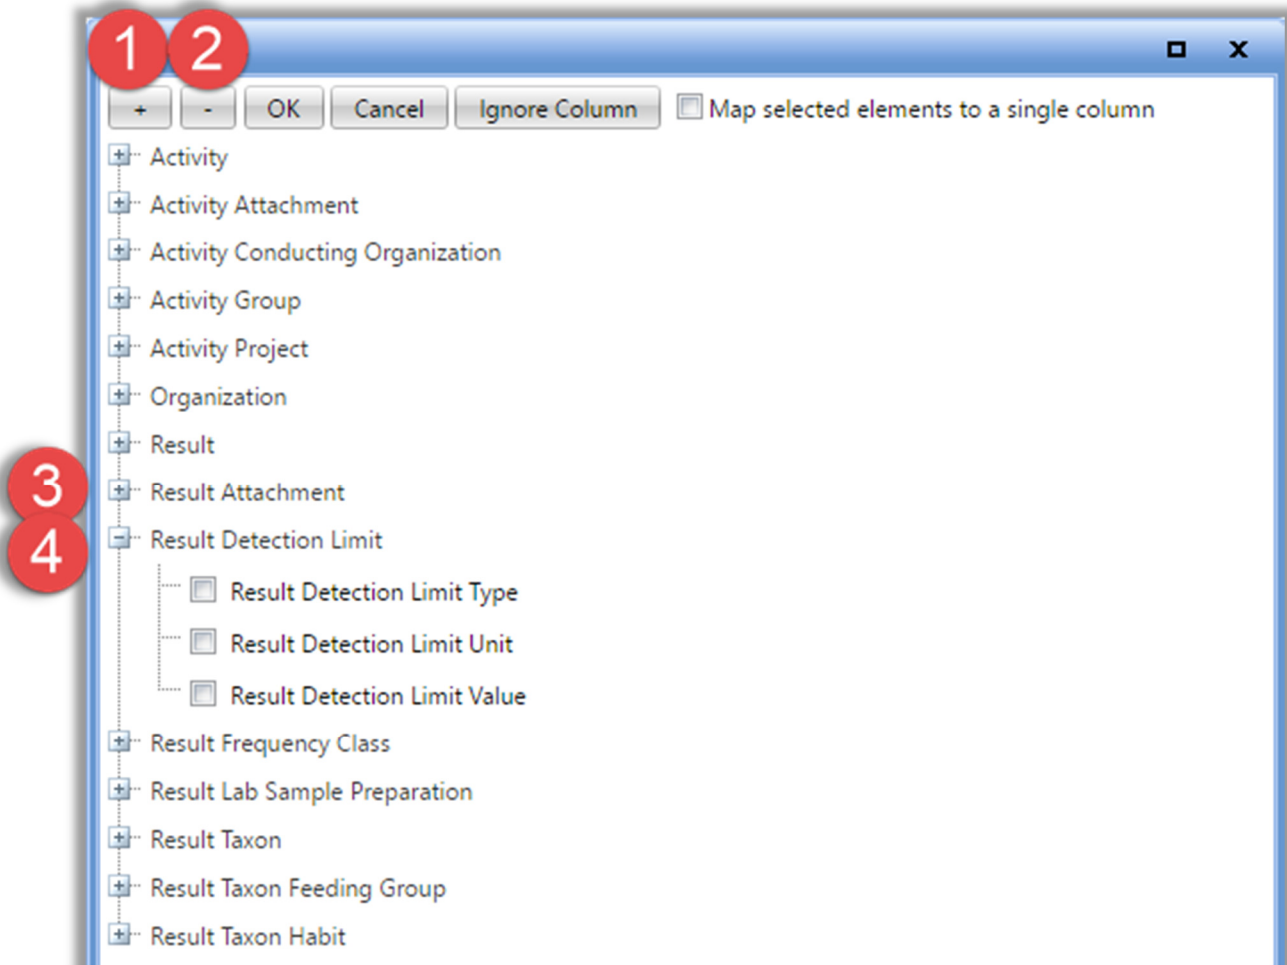 1 2
+ - OK Cancel Ignore Column Map selected elements to a single column
Activity
Activity Attachment
Activity Conducting Organization
Activity Group
Activity Project
Organization
Result
3 Result Attachment
4 Result Detection Limit
Result Detection Limit Type
Result Detection Limit Unit
Result Detection Limit Value
Result Frequency Class
Result Lab Sample Preparation
Result Taxon
Result Taxon Feeding Group
Result Taxon Habit